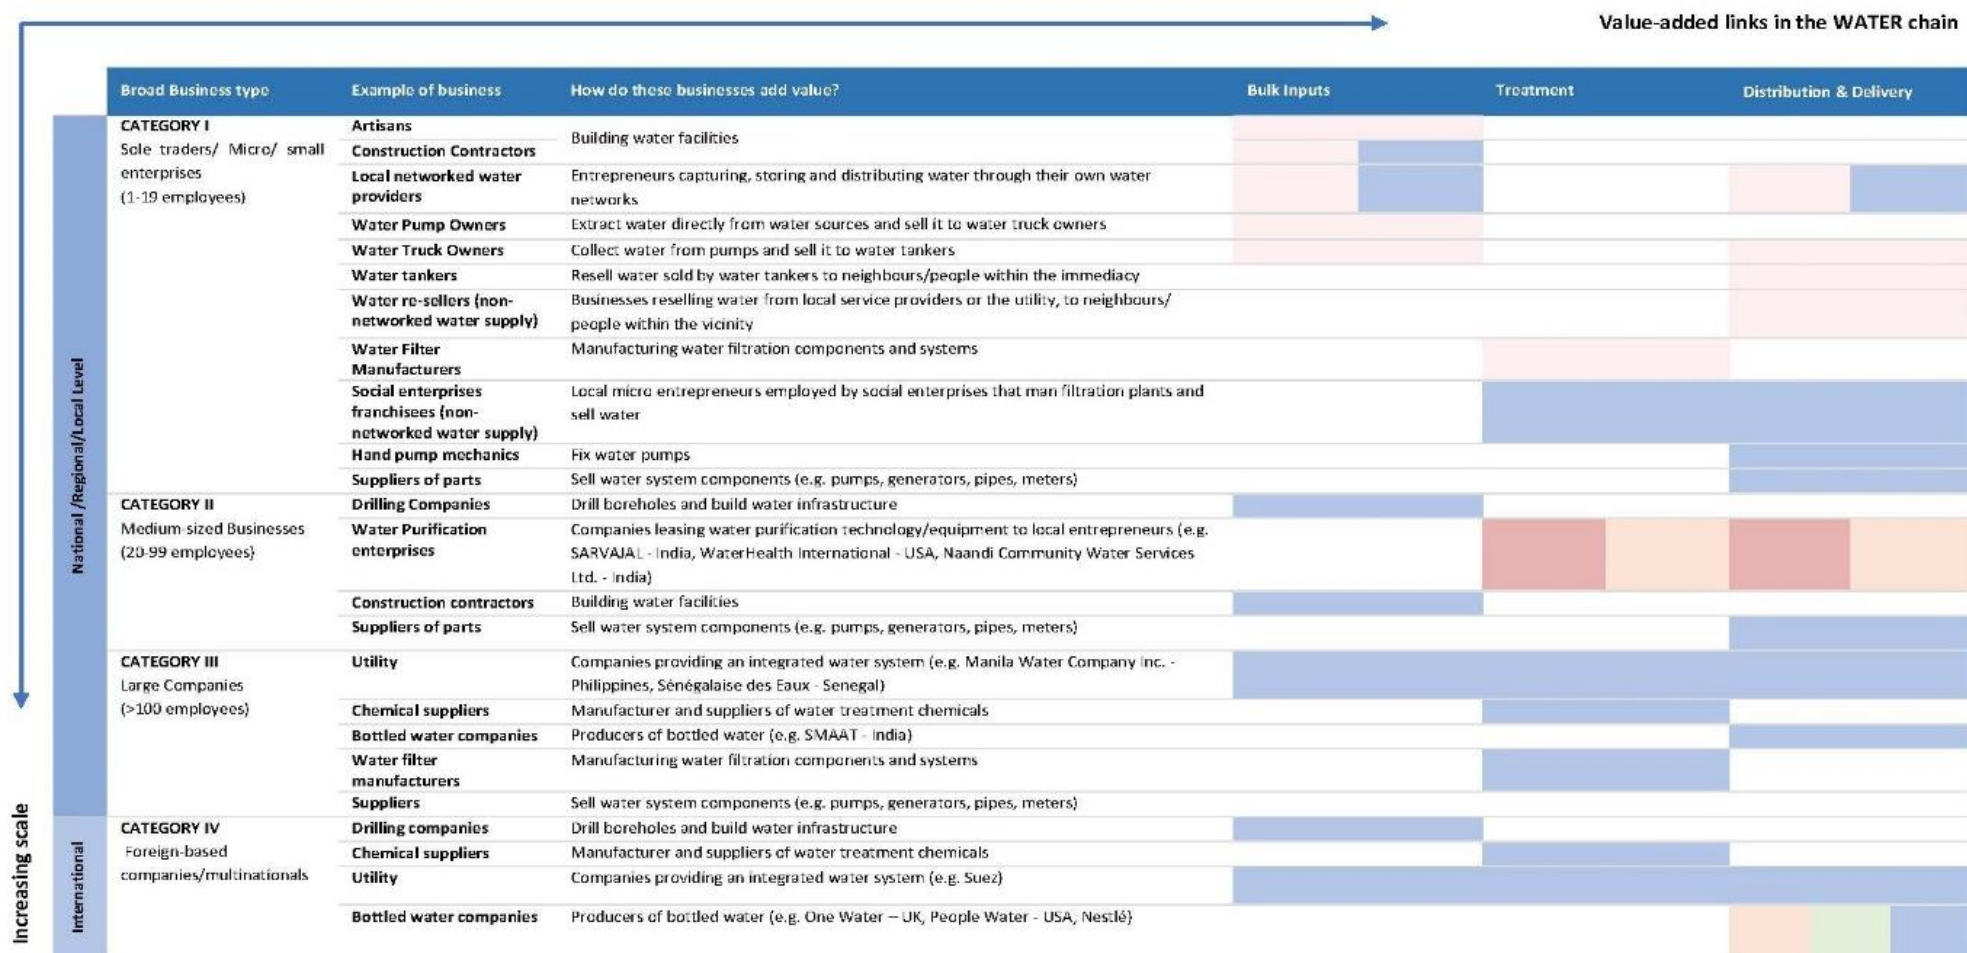 Value-added links in the WATER chain
Broad Business type
Example of business
How do these businesses add value?
Bulk Inputs
Treatment
Distribution & Delivery
National /Regional/Local Level
CATEGORY I
Sole traders/ Micro/ small
enterprises
(1-19 employees)
Artisans
Building water facilities
Construction Contractors
Local networked water
providers
Entrepreneurs capturing, storing and distributing water through their own water
networks
Water Pump Owners
Extract water directly from water sources and sell it to water truck owners
Water Truck Owners
Collect water from pumps and sell it to water tankers
Water tankers
Resell water sold by water tankers to neighbours/people within the immediacy
Water re-sellers (non-
networked water supply)
Businesses reselling water from local service providers or the utility, to neighbours/
people within the vicinity
Water Filter
Manufacturers
Manufacturing water filtration components and systems
Social enterprises
franchisees (non-
networked water supply)
Local micro entrepreneurs employed by social enterprises that man filtration plants and
sell water
Hand pump mechanics
Fix water pumps
Suppliers of parts
Sell water system components (e.g. pumps, generators, pipes, meters)
CATEGORY II
Medium-sized Businesses
(20-99 employees)
Drilling Companies
Drill boreholes and build water infrastructure
Water Purification
enterprises
Companies leasing water purification technology/equipment to local entrepreneurs (e.g.
SARVAJAL - India, WaterHealth International - USA, Naandi Community Water Services
Ltd. - India)
Construction contractors
Building water facilities
Suppliers of parts
Sell water system components (e.g. pumps, generators, pipes, meters)
CATEGORY III
Large Companies
(>100 employees)
Utility
Companies providing an integrated water system (e.g. Manila Water Company Inc. -
Philippines, Sénégalaise des Eaux - Senegal)
Chemical suppliers
Manufacturer and suppliers of water treatment chemicals
Bottled water companies
Producers of bottled water (e.g. SMAAT - India)
Water filter
manufacturers
Manufacturing water filtration components and systems
Suppliers
Sell water system components (e.g. pumps, generators, pipes, meters)
Increasing scale
International
CATEGORY IV
Foreign-based
companies/multinationals
Drilling companies
Drill boreholes and build water infrastructure
Chemical suppliers
Manufacturer and suppliers of water treatment chemicals
Utility
Companies providing an integrated water system (e.g. Suez)
Bottled water companies
Producers of bottled water (e.g. One Water – UK, People Water - USA, Nestlé)